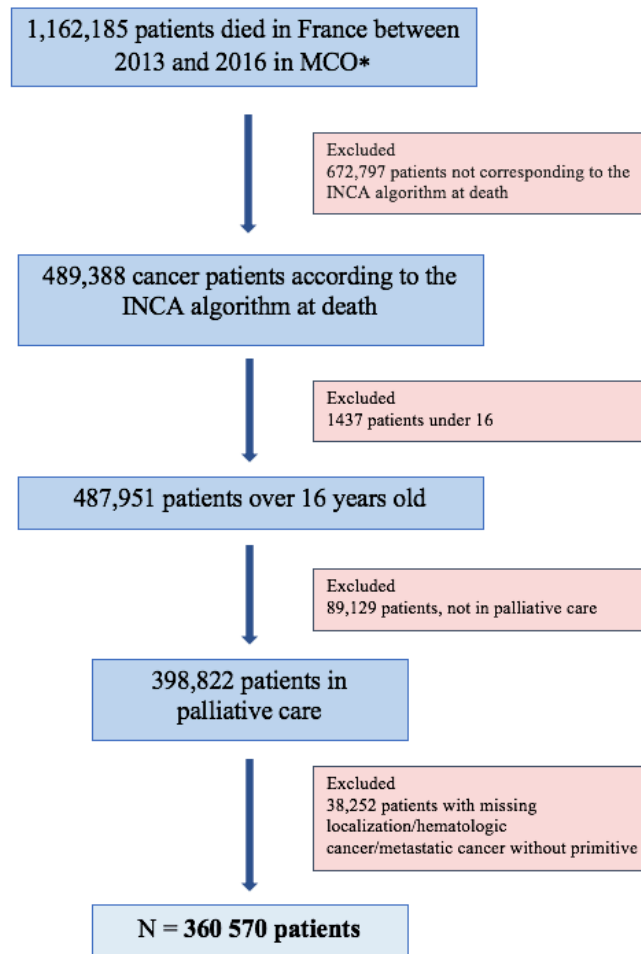 1,162,185 patients died in France between
2013 and 2016 in MCO*
Excluded
672,797 patients not corresponding to the
INCA algorithm at death
489,388 cancer patients according to the
INCA algorithm at death
Excluded
1437 patients under 16
487,951 patients over 16 years old
Excluded
89,129 patients, not in palliative care
398,822 patients in
palliative care
Excluded
38,252 patients with missing
localization/hematologic
cancer/metastatic cancer without primitive
N = 360 570 patients